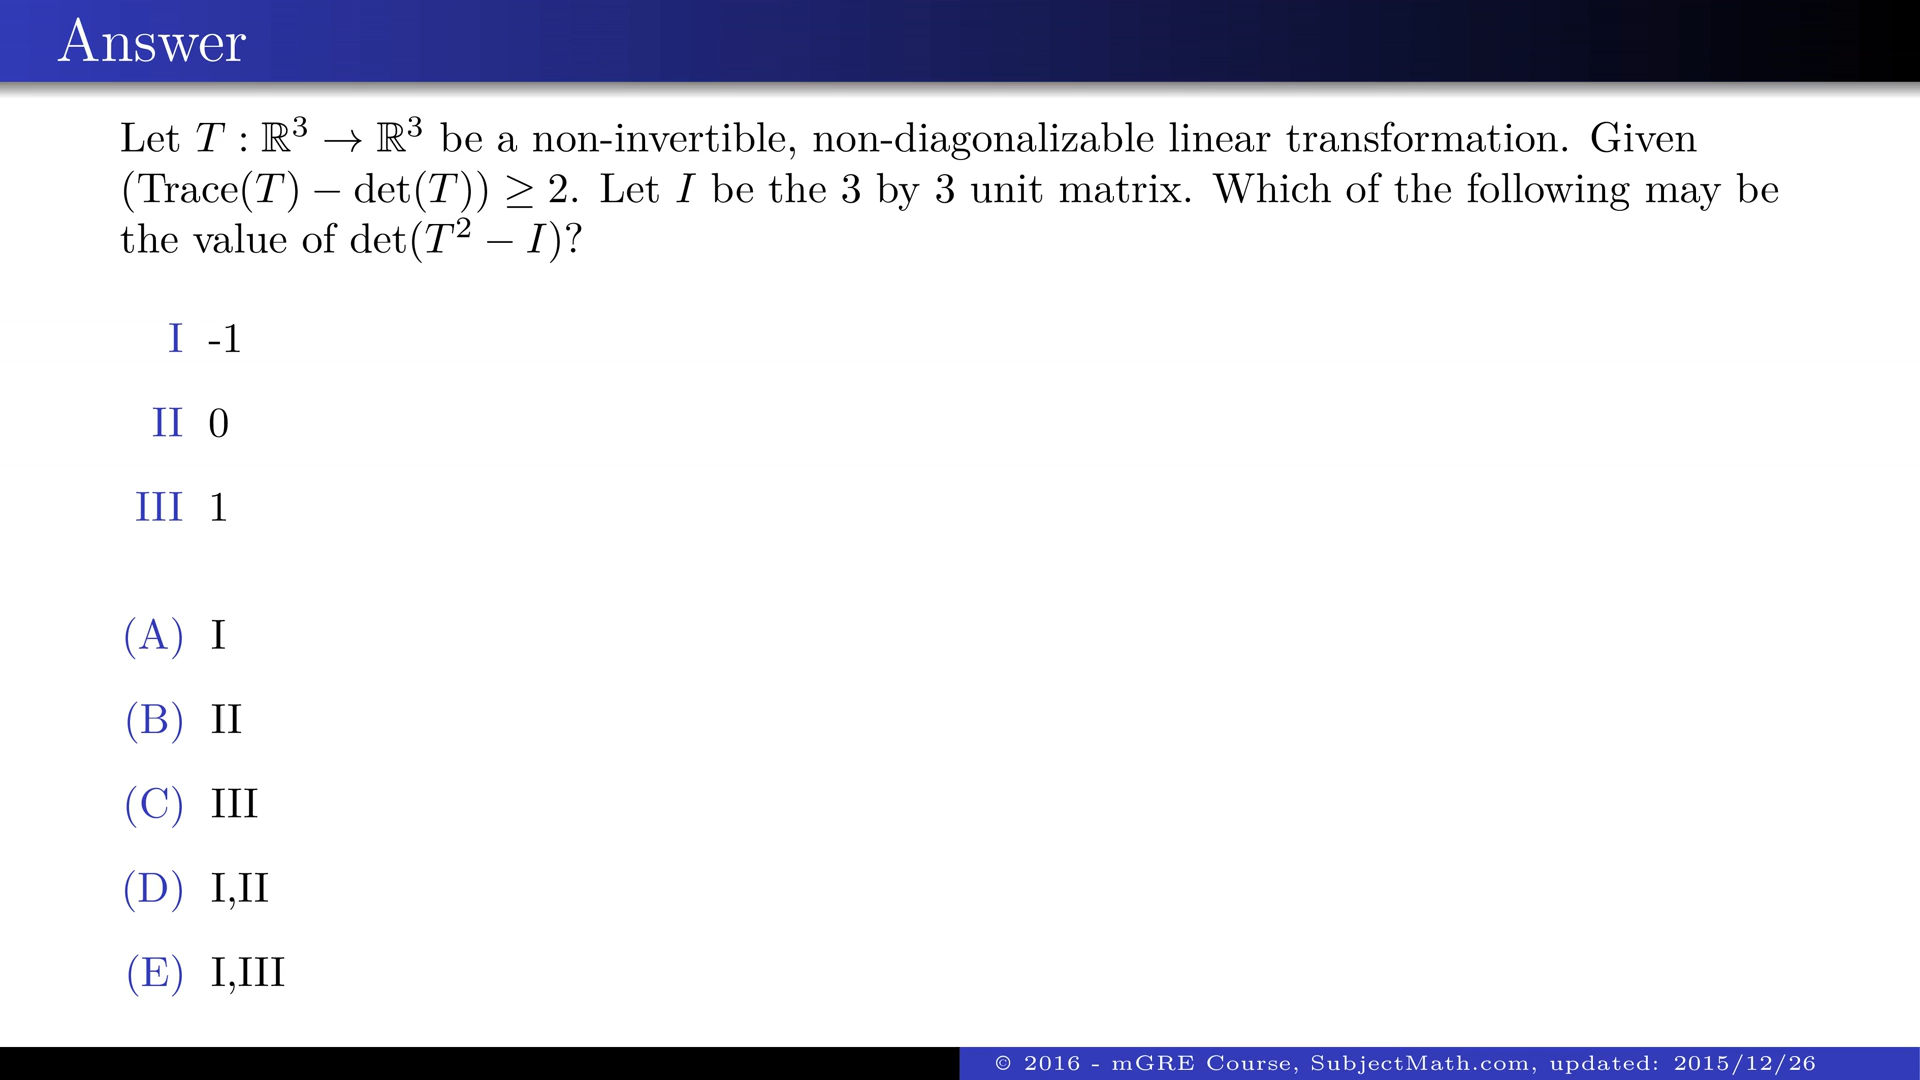 Answer
Let T : ℝ³ → ℝ³ be a non-invertible, non-diagonalizable linear transformation. Given
(Trace(T) − det(T)) ≥ 2. Let I be the 3 by 3 unit matrix. Which of the following may be
the value of det(T² − I)?
I -1
II 0
III 1
(A) I
(B) II
(C) III
(D) I,II
(E) I,III
© 2016 - mGRE Course, SubjectMath.com, updated: 2015/12/26